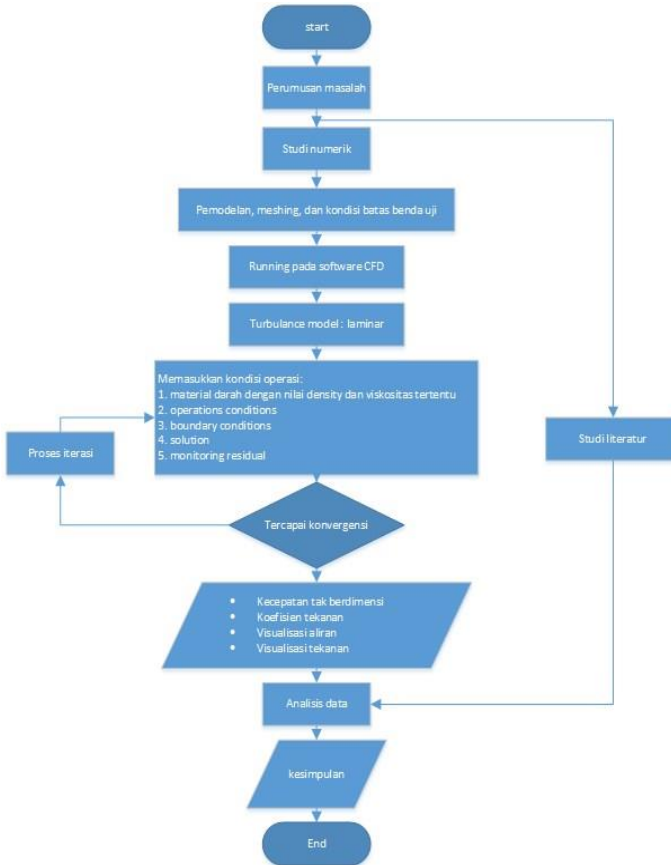 start
Perumusan masalah
Studi numerik
Pemodelan, meshing, dan kondisi batas benda uji
Running pada software CFD
Turbulance model : laminar
Memasukkan kondisi operasi:
1. material darah dengan nilai density dan viskositas tertentu
2. operations conditions
3. boundary conditions
4. solution
5. monitoring residual
Proses iterasi
Studi literatur
Tercapai konvergensi
• Kecepatan tak berdimensi
• Koefisien tekanan
• Visualisasi aliran
• Visualisasi tekanan
Analisis data
kesimpulan
End